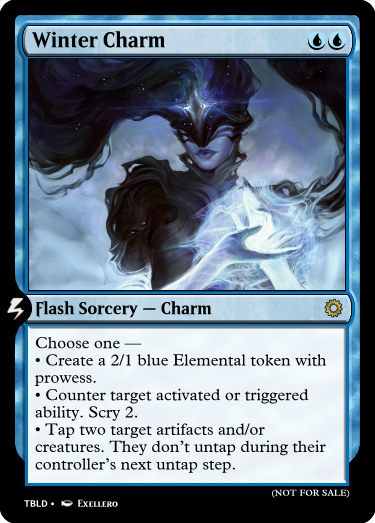 Winter Charm
Flash Sorcery — Charm
Choose one —
• Create a 2/1 blue Elemental token with
prowess.
• Counter target activated or triggered
ability. Scry 2.
• Tap two target artifacts and/or
creatures. They don't untap during their
controller's next untap step.
(NOT FOR SALE)
TBLD • Exellero